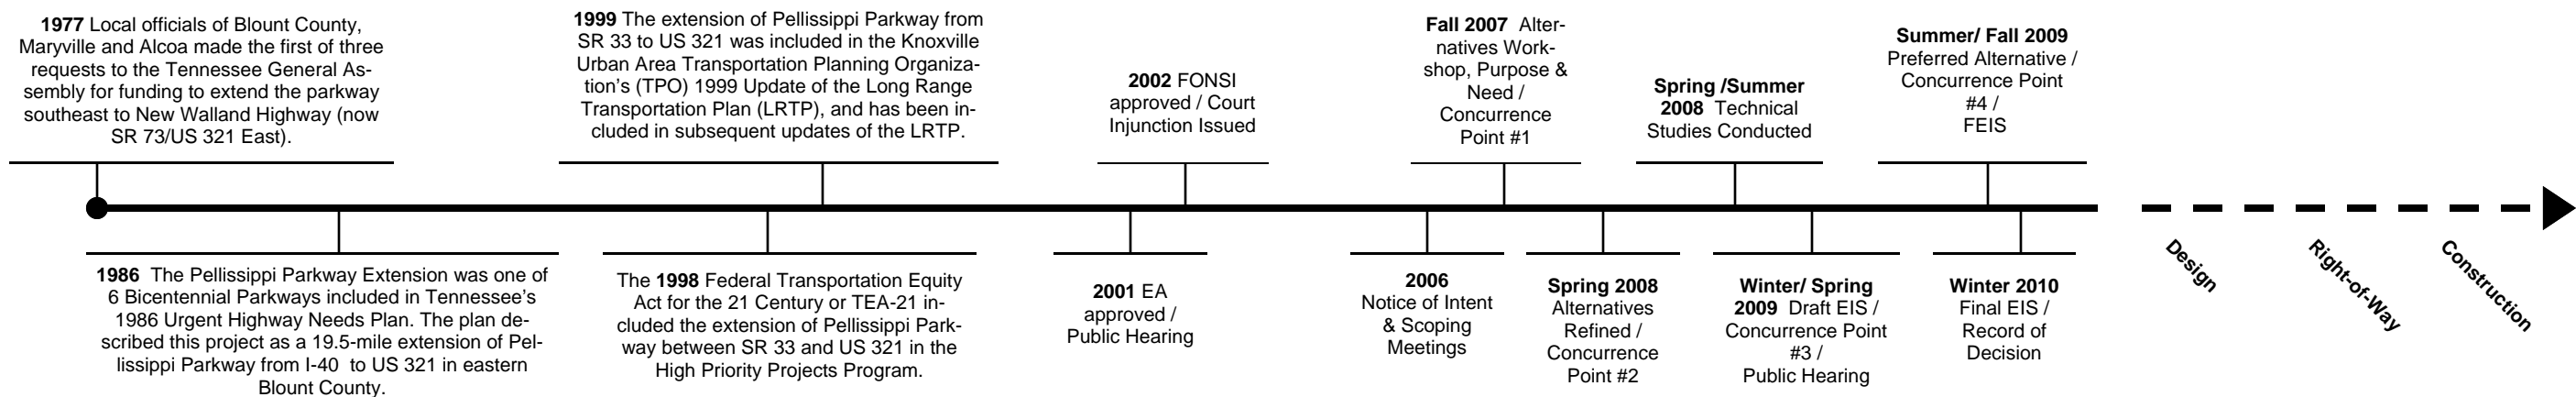 1977 Local officials of Blount County,
Maryville and Alcoa made the first of three
requests to the Tennessee General As-
sembly for funding to extend the parkway
southeast to New Walland Highway (now
SR 73/US 321 East).
1999 The extension of Pellissippi Parkway from
SR 33 to US 321 was included in the Knoxville
Urban Area Transportation Planning Organiza-
tion's (TPO) 1999 Update of the Long Range
Transportation Plan (LRTP), and has been in-
cluded in subsequent updates of the LRTP.
2002 FONSI
approved / Court
Injunction Issued
Fall 2007 Alter-
natives Work-
shop, Purpose &
Need /
Concurrence
Point #1
Spring /Summer
2008 Technical
Studies Conducted
Summer/ Fall 2009
Preferred Alternative /
Concurrence Point
#4 /
FEIS
1986 The Pellissippi Parkway Extension was one of
6 Bicentennial Parkways included in Tennessee's
1986 Urgent Highway Needs Plan. The plan de-
scribed this project as a 19.5-mile extension of Pel-
lissippi Parkway from I-40 to US 321 in eastern
Blount County.
The 1998 Federal Transportation Equity
Act for the 21 Century or TEA-21 in-
cluded the extension of Pellissippi Park-
way between SR 33 and US 321 in the
High Priority Projects Program.
2001 EA
approved /
Public Hearing
2006
Notice of Intent
& Scoping
Meetings
Spring 2008
Alternatives
Refined /
Concurrence
Point #2
Winter/ Spring
2009 Draft EIS /
Concurrence Point
#3 /
Public Hearing
Winter 2010
Final EIS /
Record of
Decision
Design
Right-of-Way
Construction